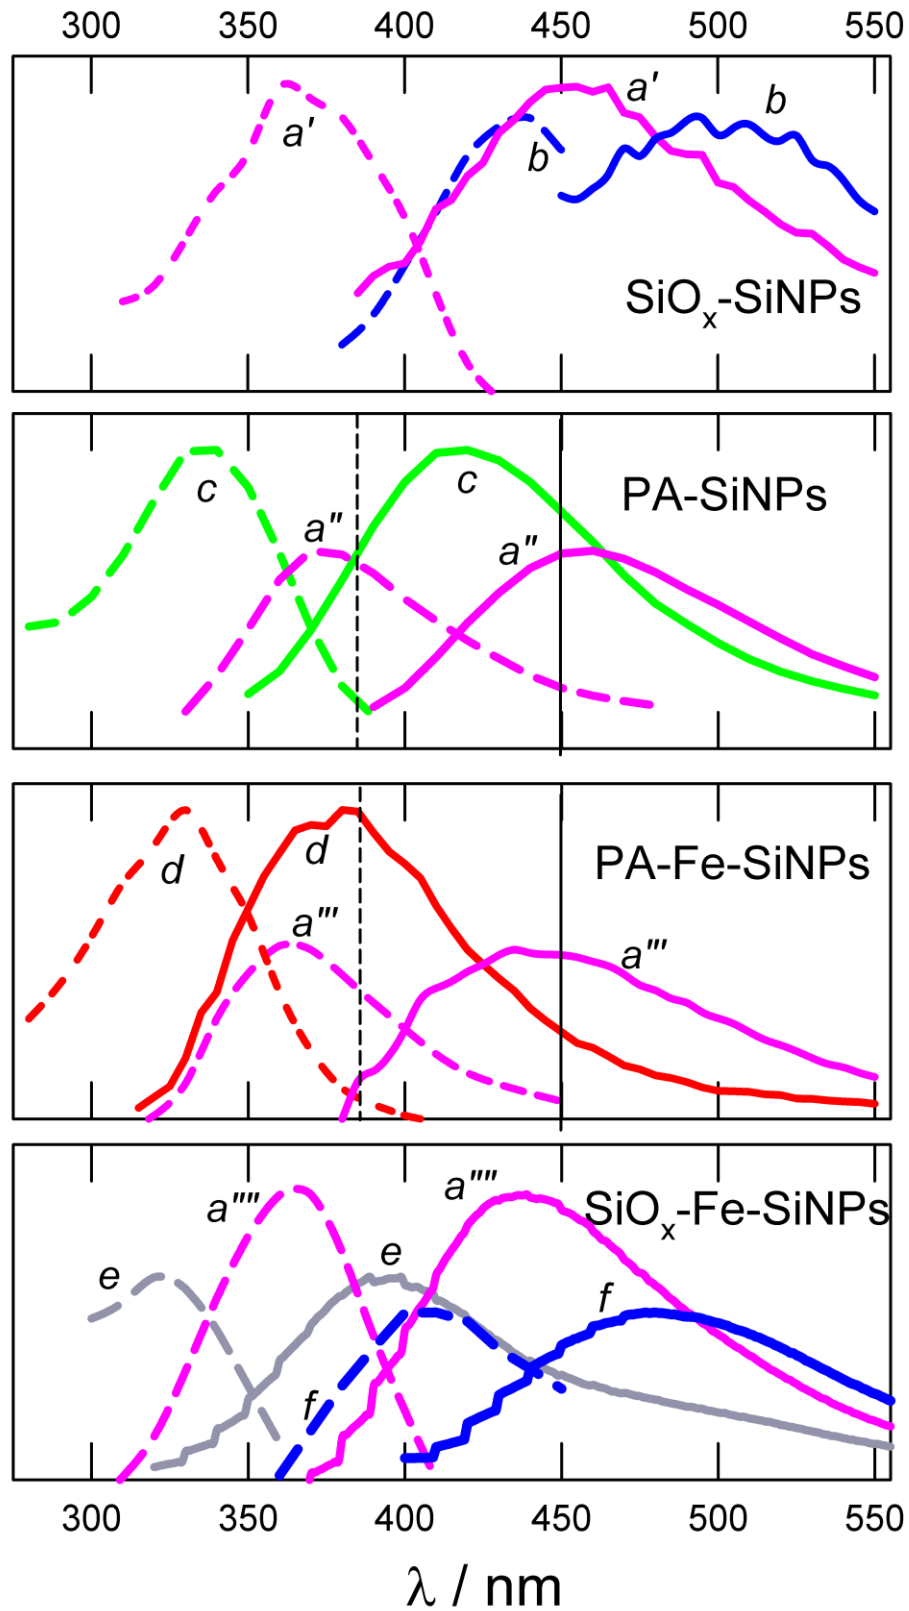 300 350 400 450 500 550
a′ a′ b
b
SiOx-SiNPs
c c PA-SiNPs
a″ a″
d d PA-Fe-SiNPs
a‴ a‴
a″″ a″″ SiOx-Fe-SiNPs
e e f
f
300 350 400 450 500 550
λ / nm